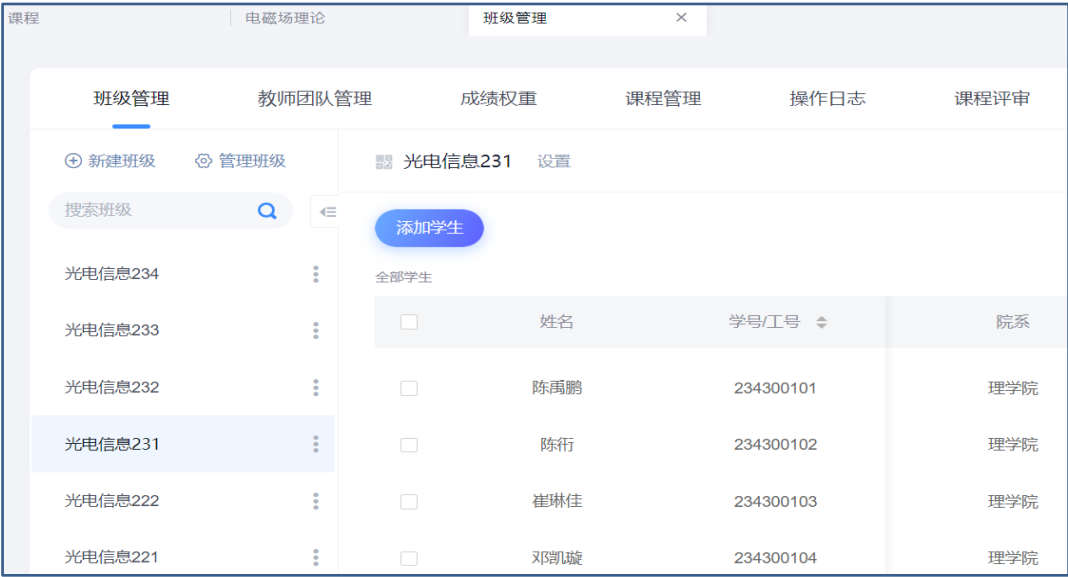 课程 电磁场理论 班级管理
班级管理 教师团队管理 成绩权重 课程管理 操作日志 课程评审
新建班级 管理班级
搜索班级
光电信息234
光电信息233
光电信息232
光电信息231
光电信息222
光电信息221
光电信息231 设置
添加学生
全部学生
姓名 学号/工号 院系
陈禹鹏 234300101 理学院
陈衍 234300102 理学院
崔琳佳 234300103 理学院
邓凯璇 234300104 理学院